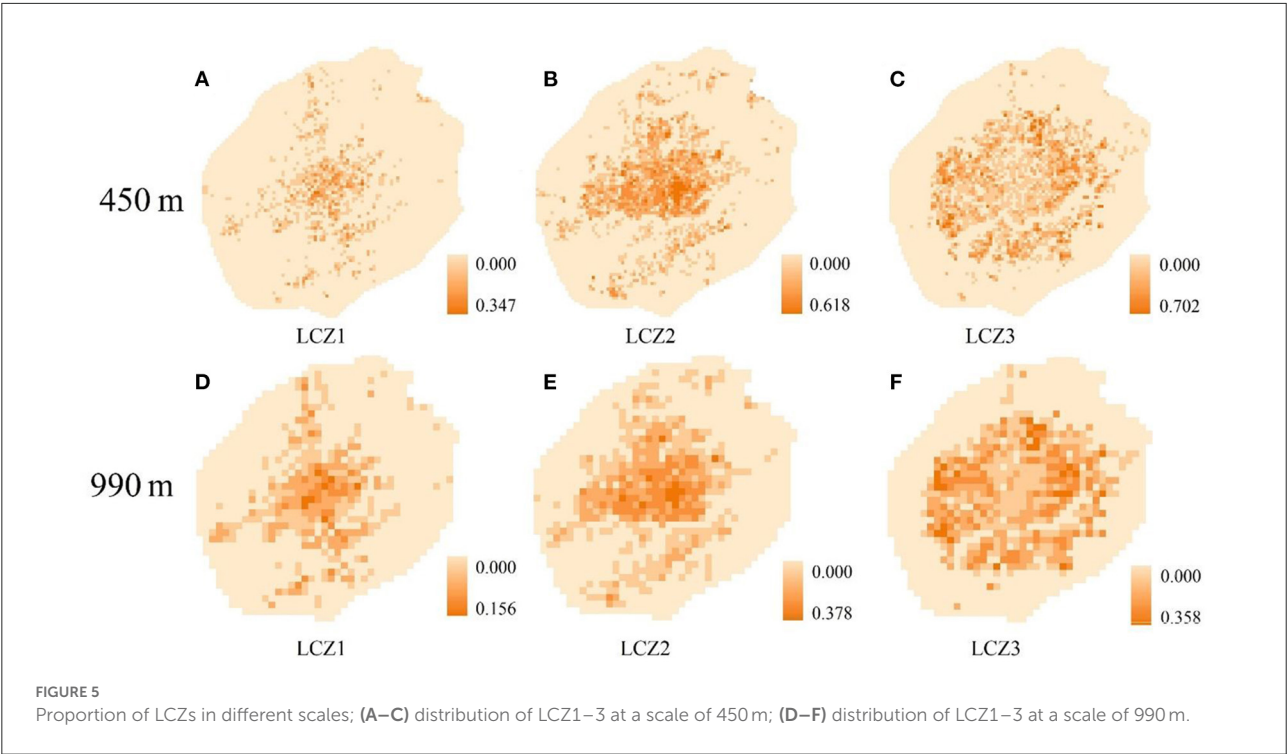 A
B
C
450 m
0.000
0.347
0.000
0.618
0.000
0.702
LCZ1
LCZ2
LCZ3
D
E
F
990 m
0.000
0.156
0.000
0.378
0.000
0.358
LCZ1
LCZ2
LCZ3
FIGURE 5
Proportion of LCZs in different scales; (A–C) distribution of LCZ1–3 at a scale of 450 m; (D–F) distribution of LCZ1–3 at a scale of 990 m.